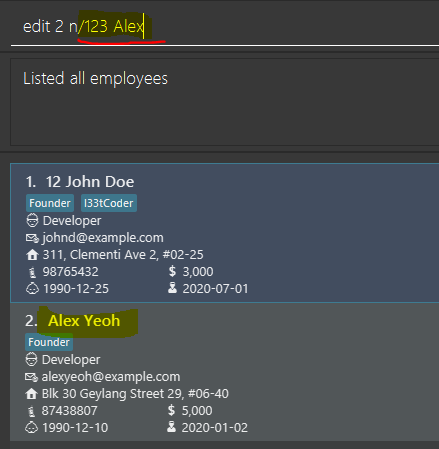 edit 2 n/123 Alex
Listed all employees
1. 12 John Doe
Founder l33tCoder
Developer
johnd@example.com
311, Clementi Ave 2, #02-25
98765432 $ 3,000
1990-12-25 2020-07-01
2. Alex Yeoh
Founder
Developer
alexyeoh@example.com
Blk 30 Geylang Street 29, #06-40
87438807 $ 5,000
1990-12-10 2020-01-02